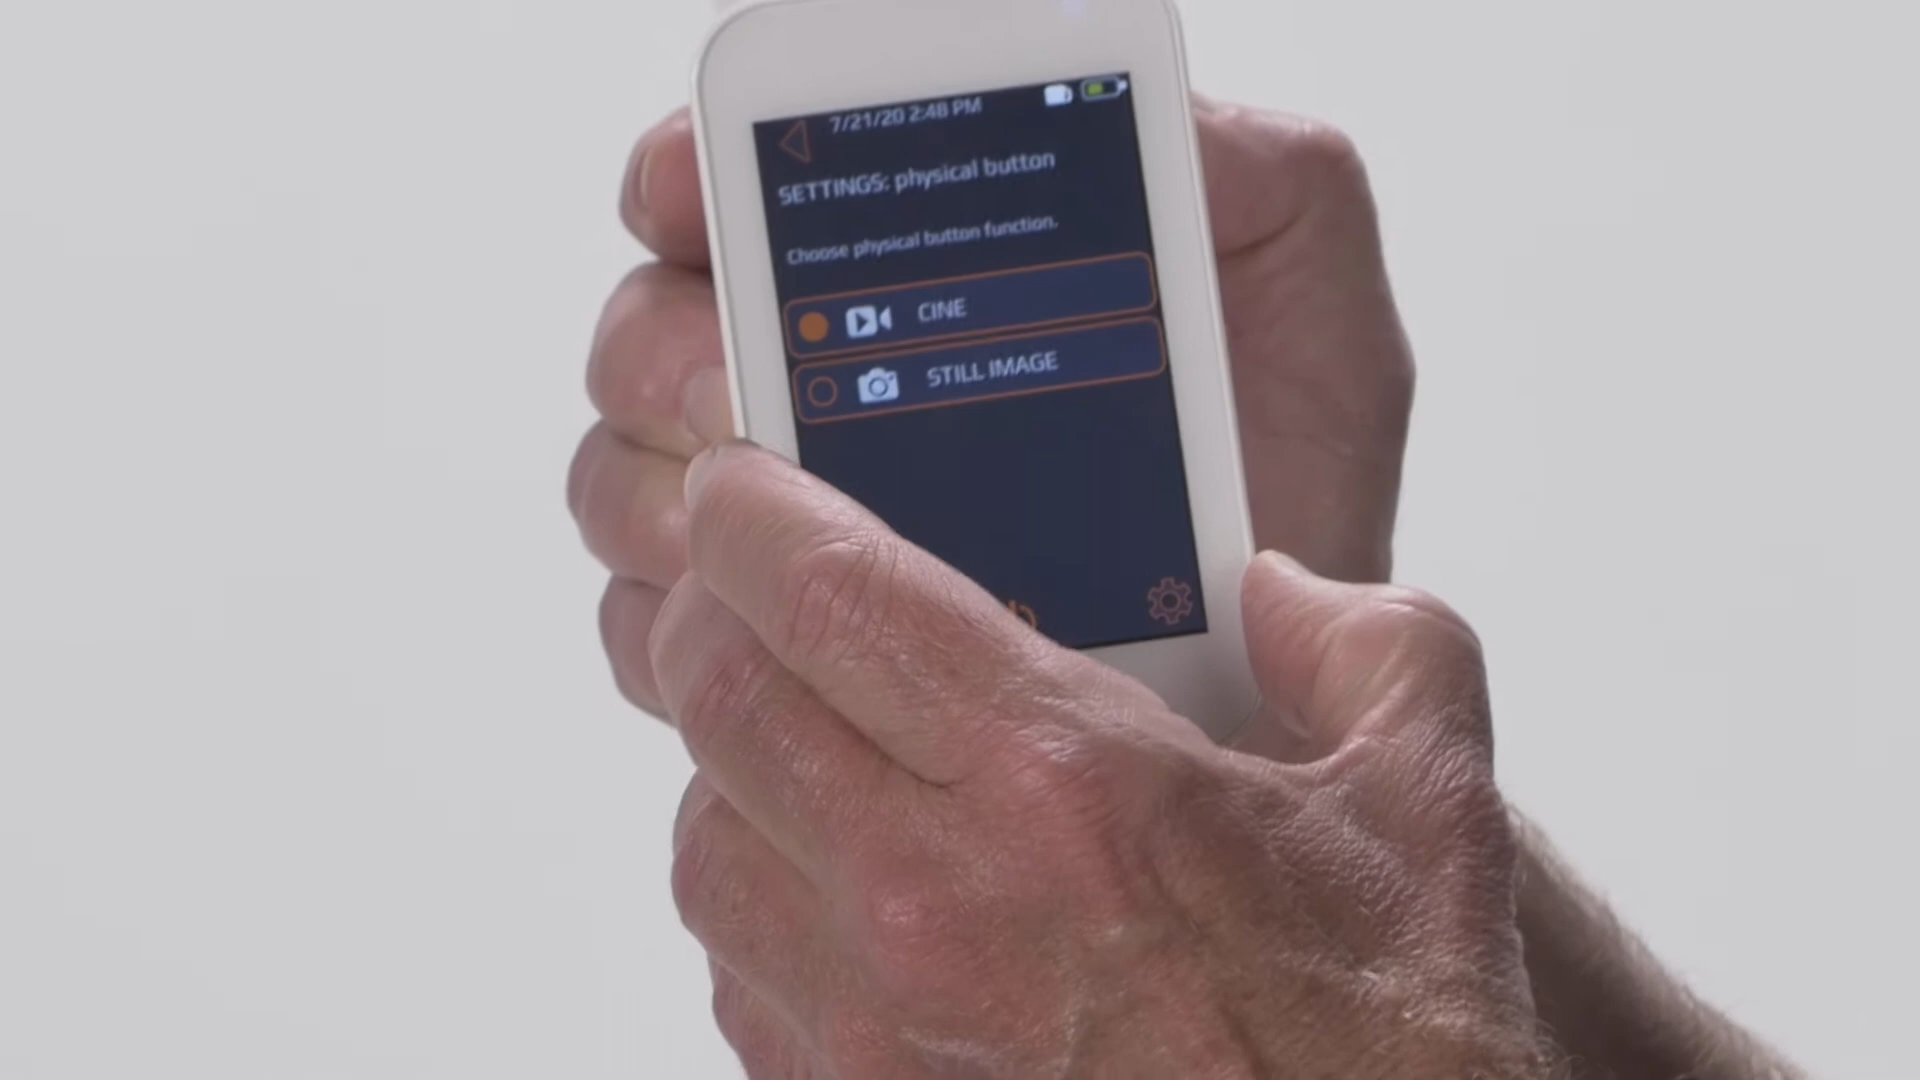 7/21/20 2:48 PM
SETTINGS: physical button
Choose physical button function.
CINE
STILL IMAGE